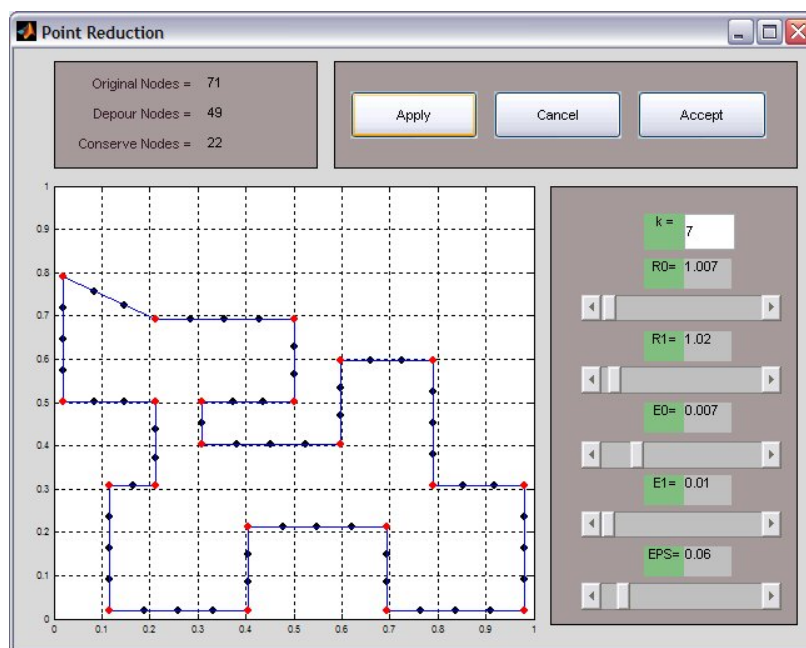 Point Reduction
Original Nodes = 71
Depour Nodes = 49
Conserve Nodes = 22
Apply
Cancel
Accept
1
0.9
0.8
0.7
0.6
0.5
0.4
0.3
0.2
0.1
0
0 0.1 0.2 0.3 0.4 0.5 0.6 0.7 0.8 0.9 1
k = 7
R0= 1.007
R1= 1.02
E0= 0.007
E1= 0.01
EPS= 0.06